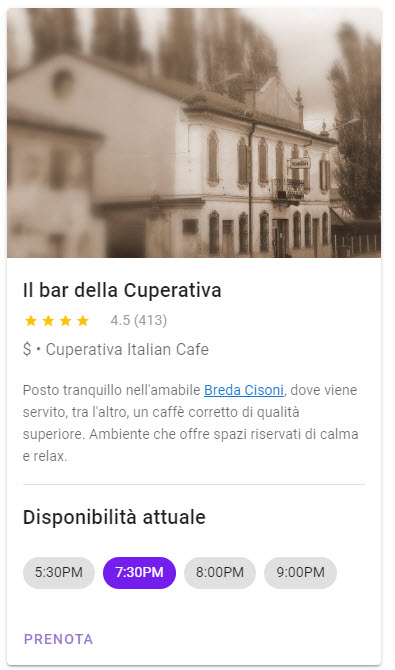 Il bar della Cuperativa
4.5 (413)
$ • Cuperativa Italian Cafe
Posto tranquillo nell'amabile Breda Cisoni, dove viene
servito, tra l'altro, un caffè corretto di qualità
superiore. Ambiente che offre spazi riservati di calma
e relax.
Disponibilità attuale
5:30PM 7:30PM 8:00PM 9:00PM
PRENOTA